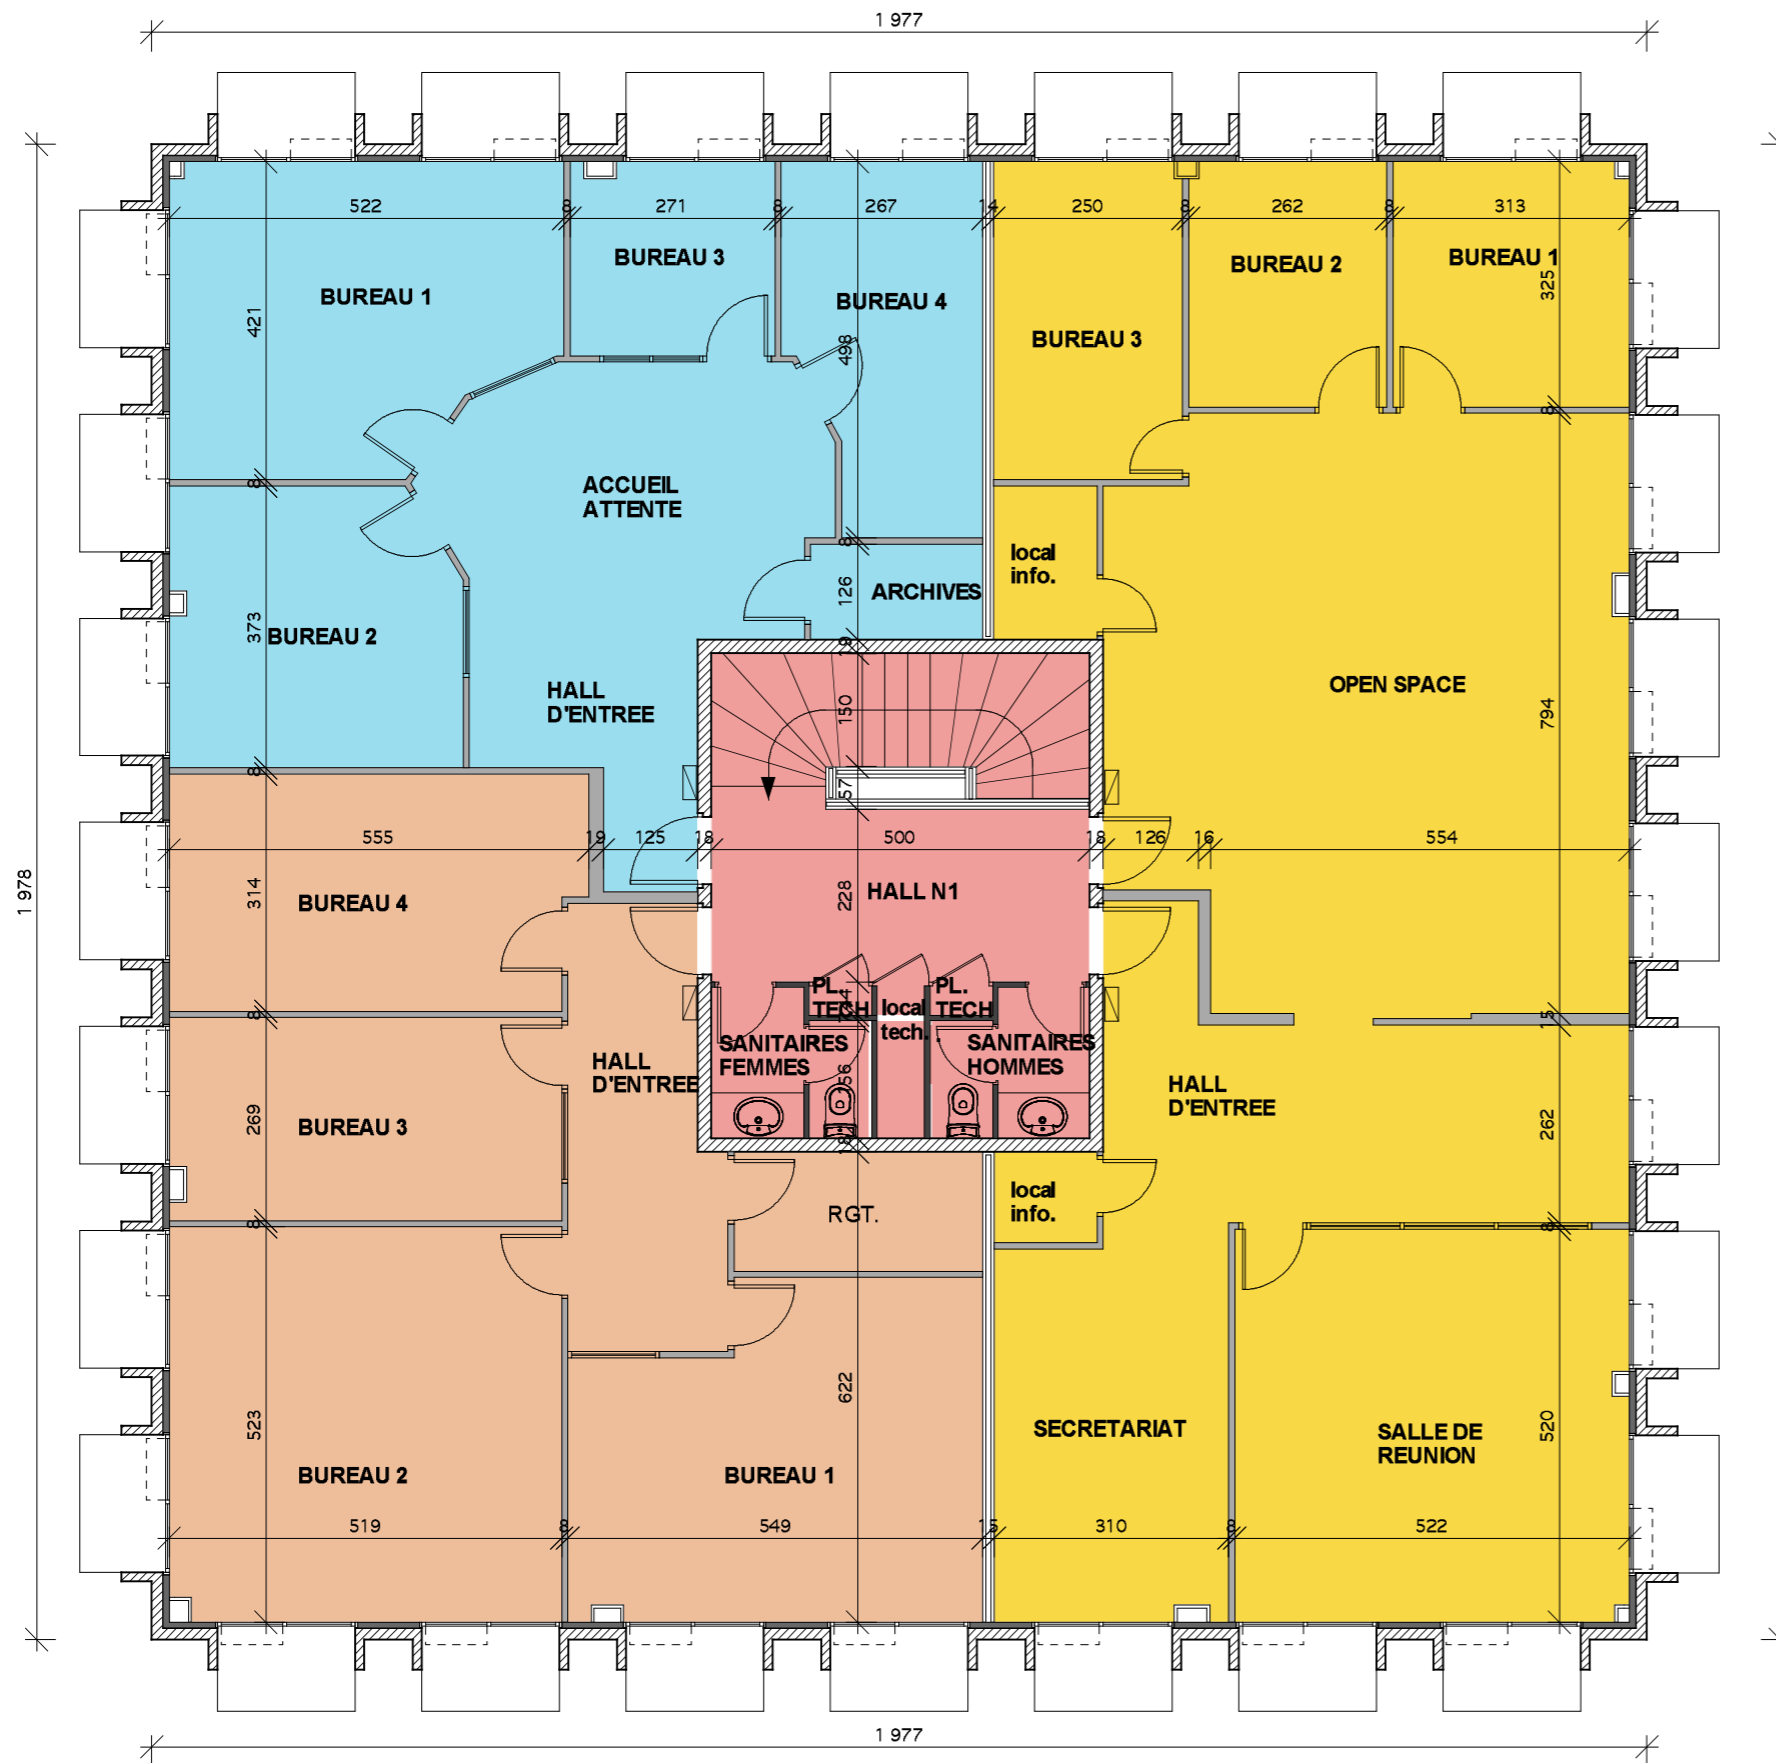 1 977
522
8
271
8
267
14
250
8
262
8
313
BUREAU 3
BUREAU 2
BUREAU 1
325
BUREAU 1
BUREAU 4
421
498
BUREAU 3
8
8
ACCUEIL
ATTENTE
8
local
info.
126
ARCHIVES
373
BUREAU 2
19
OPEN SPACE
HALL
D'ENTREE
150
794
8
57
555
19
125
18
500
18
126
16
554
1 978
314
BUREAU 4
228
HALL N1
PL.
TECH
local
tech.
PL.
TECH
8
15
SANITAIRES
FEMMES
SANITAIRES
HOMMES
HALL
D'ENTREE
HALL
D'ENTREE
269
BUREAU 3
262
local
info.
RGT.
8
8
622
523
SECRETARIAT
SALLE DE
REUNION
520
BUREAU 2
BUREAU 1
519
8
549
15
310
8
522
1 977